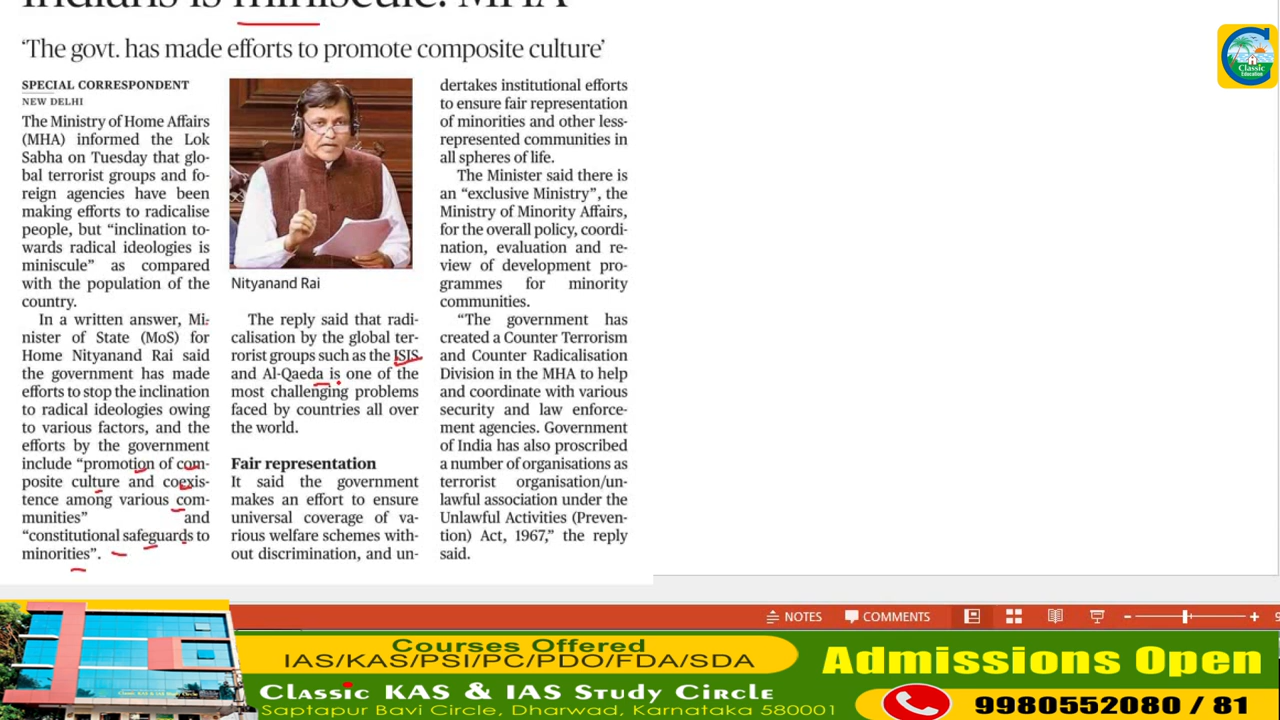 Indians is miniscule: MHA
‘The govt. has made efforts to promote composite culture’
SPECIAL CORRESPONDENT
NEW DELHI
The Ministry of Home Affairs
(MHA) informed the Lok
Sabha on Tuesday that glo-
bal terrorist groups and fo-
reign agencies have been
making efforts to radicalise
people, but “inclination to-
wards radical ideologies is
miniscule” as compared
with the population of the
country.
In a written answer, Mi-
nister of State (MoS) for
Home Nityanand Rai said
the government has made
efforts to stop the inclination
to radical ideologies owing
to various factors, and the
efforts by the government
include “promotion of com-
posite culture and coexis-
tence among various com-
munities” and
“constitutional safeguards to
minorities”.
Nityanand Rai
The reply said that radi-
calisation by the global ter-
rorist groups such as the ISIS
and Al-Qaeda is one of the
most challenging problems
faced by countries all over
the world.
Fair representation
It said the government
makes an effort to ensure
universal coverage of va-
rious welfare schemes with-
out discrimination, and un-
dertakes institutional efforts
to ensure fair representation
of minorities and other less-
represented communities in
all spheres of life.
The Minister said there is
an “exclusive Ministry”, the
Ministry of Minority Affairs,
for the overall policy, coordi-
nation, evaluation and re-
view of development pro-
grammes for minority
communities.
“The government has
created a Counter Terrorism
and Counter Radicalisation
Division in the MHA to help
and coordinate with various
security and law enforce-
ment agencies. Government
of India has also proscribed
a number of organisations as
terrorist organisation/un-
lawful association under the
Unlawful Activities (Preven-
tion) Act, 1967,” the reply
said.
Classic
Education
NOTES
COMMENTS
Courses Offered
IAS/KAS/PSI/PC/PDO/FDA/SDA
Classic KAS & IAS Study Circle
Saptapur Bavi Circle, Dharwad, Karnataka 580001
Admissions Open
9980552080 / 81